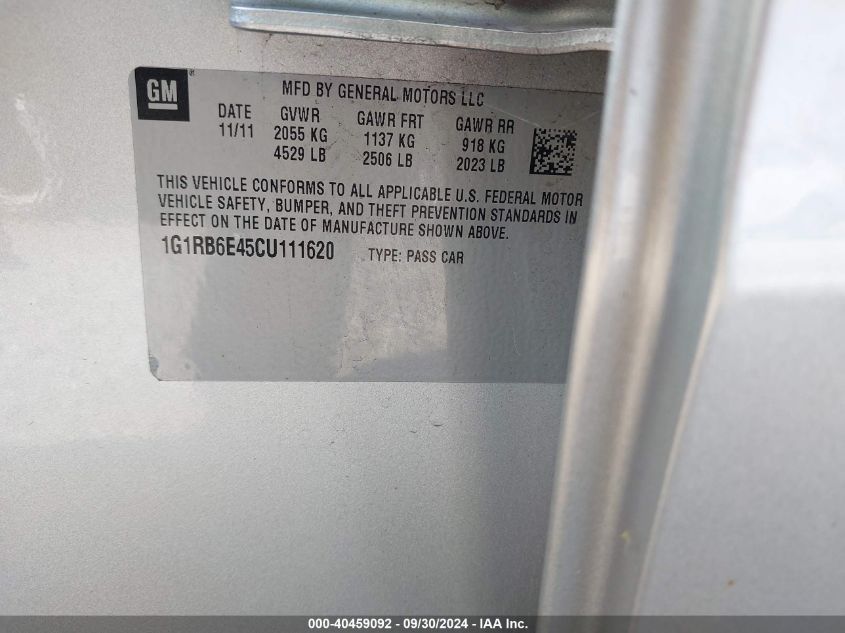 GM
MFD BY GENERAL MOTORS LLC
DATE GVWR GAWR FRT GAWR RR
11/11 2055 KG 1137 KG 918 KG
4529 LB 2506 LB 2023 LB
THIS VEHICLE CONFORMS TO ALL APPLICABLE U.S. FEDERAL MOTOR
VEHICLE SAFETY, BUMPER, AND THEFT PREVENTION STANDARDS IN
EFFECT ON THE DATE OF MANUFACTURE SHOWN ABOVE.
1G1RB6E45CU111620 TYPE: PASS CAR
000-40459092 - 09/30/2024 - IAA Inc.